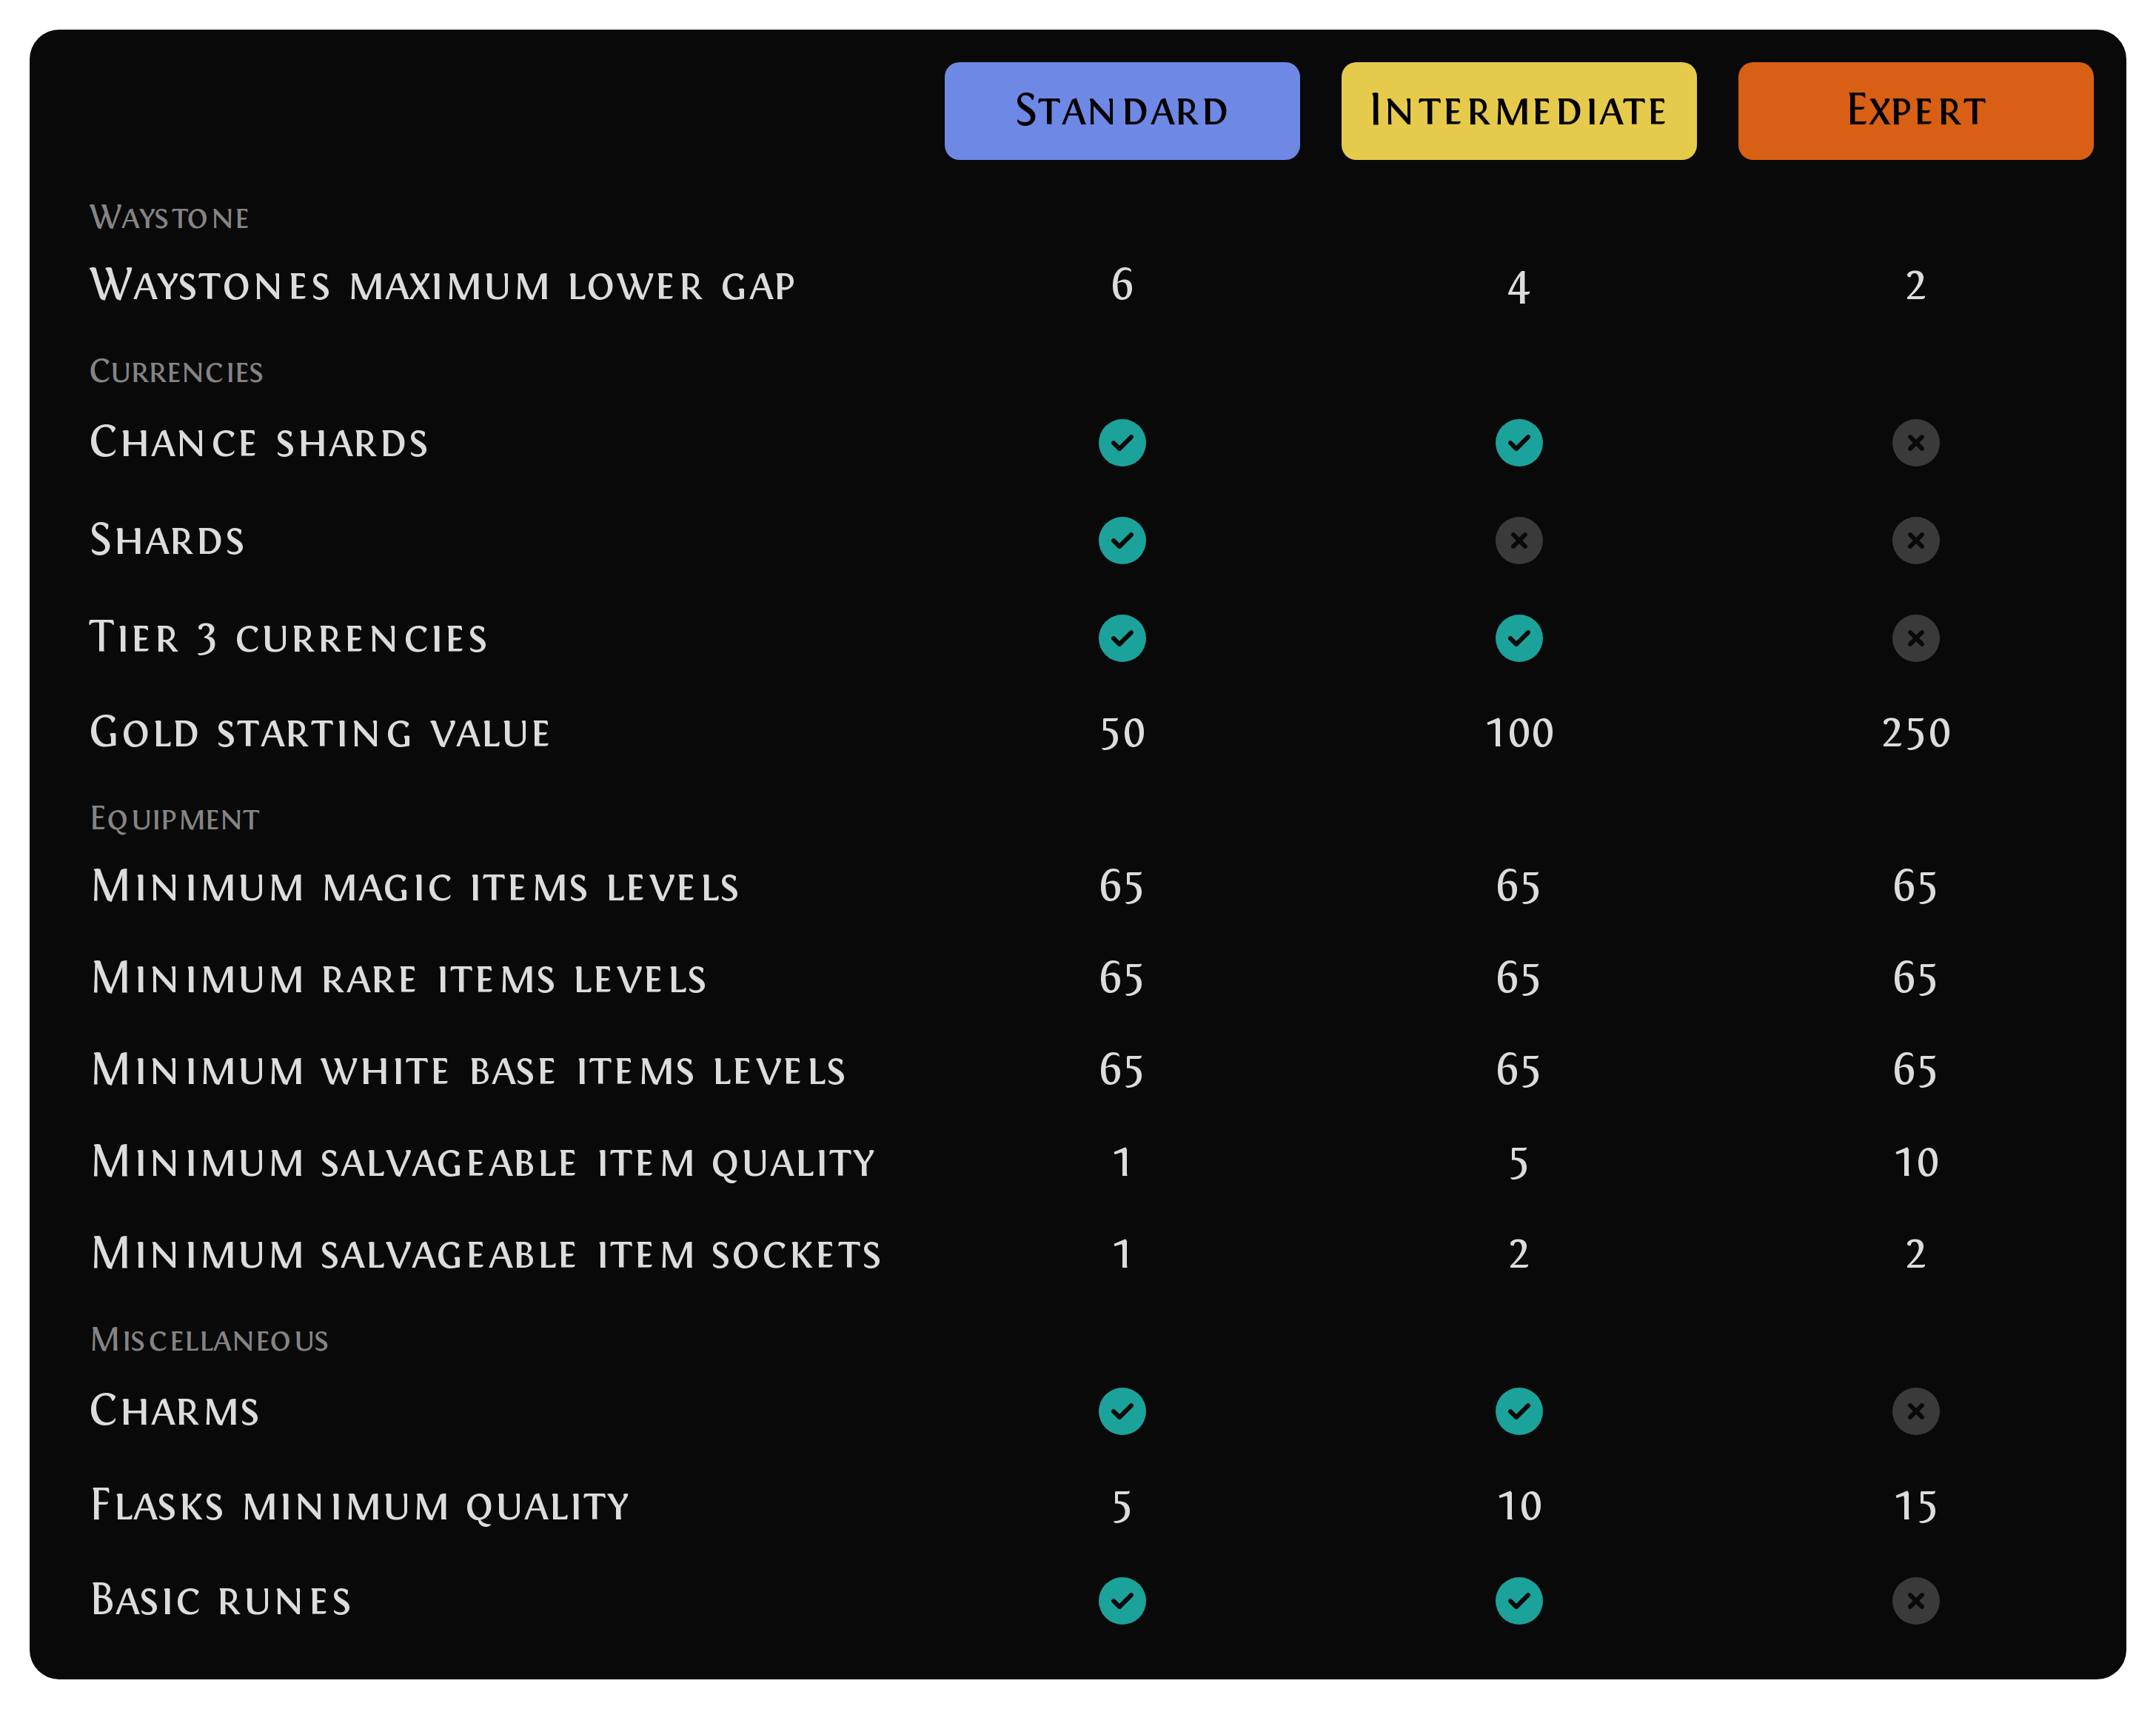 Standard Intermediate Expert
Waystone
Waystones maximum lower gap 6 4 2
Currencies
Chance shards
Shards
Tier 3 currencies
Gold starting value 50 100 250
Equipment
Minimum magic items levels 65 65 65
Minimum rare items levels 65 65 65
Minimum white base items levels 65 65 65
Minimum salvageable item quality 1 5 10
Minimum salvageable item sockets 1 2 2
Miscellaneous
Charms
Flasks minimum quality 5 10 15
Basic runes